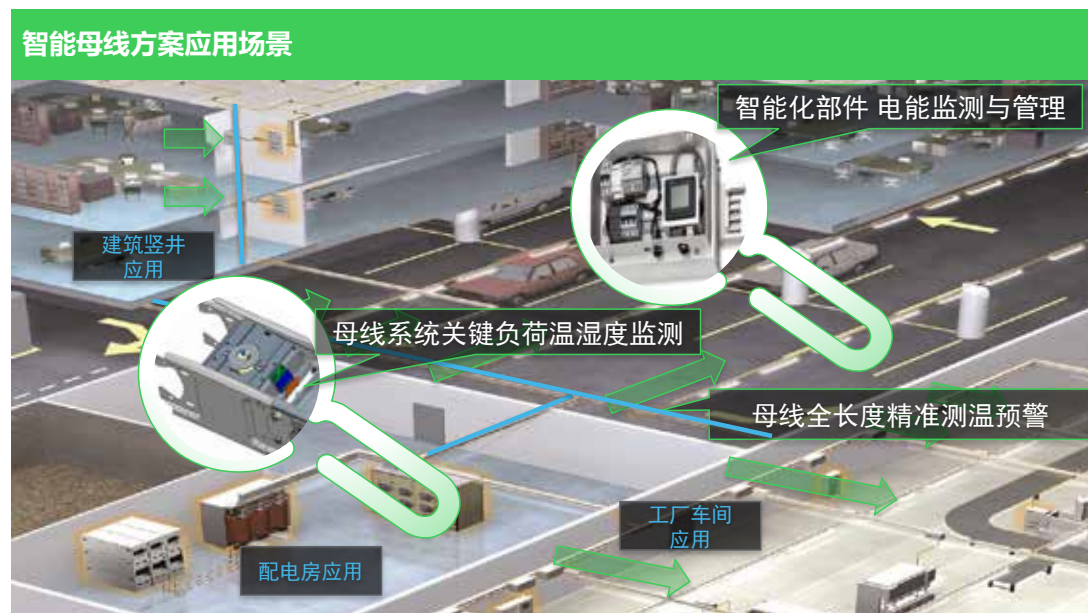 智能母线方案应用场景
智能化部件 电能监测与管理
建筑竖井
应用
母线系统关键负荷温湿度监测
母线全长度精准测温预警
工厂车间
应用
配电房应用